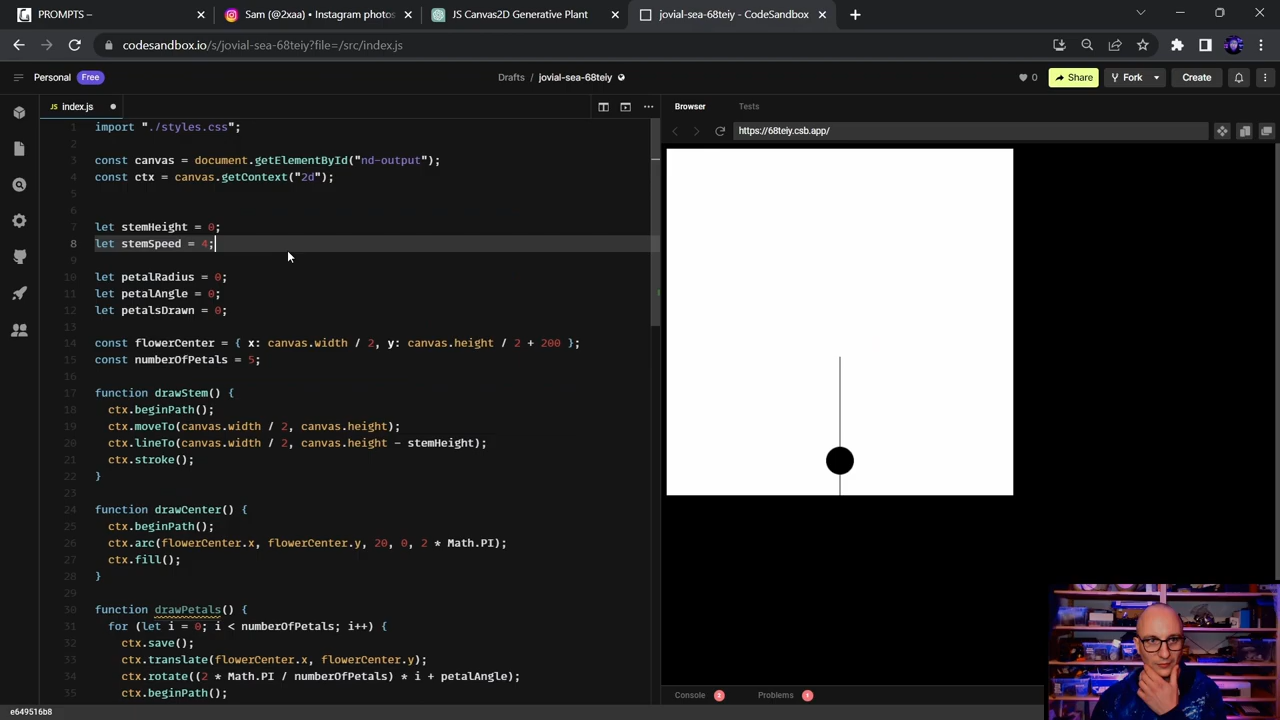 PROMPTS –
Sam (@2xaa) • Instagram photos
JS Canvas2D Generative Plant
jovial-sea-68teiy - CodeSandbox
codesandbox.io/s/jovial-sea-68teiy?file=/src/index.js
Personal Free
Drafts / jovial-sea-68teiy
0
Share
Fork
Create
JS index.js
Browser
Tests
https://68teiy.csb.app/
1 import "./styles.css";
2
3 const canvas = document.getElementById("nd-output");
4 const ctx = canvas.getContext("2d");
5
6
7 let stemHeight = 0;
8 let stemSpeed = 4;
9
10 let petalRadius = 0;
11 let petalAngle = 0;
12 let petalsDrawn = 0;
13
14 const flowerCenter = { x: canvas.width / 2, y: canvas.height / 2 + 200 };
15 const numberOfPetals = 5;
16
17 function drawStem() {
18 ctx.beginPath();
19 ctx.moveTo(canvas.width / 2, canvas.height);
20 ctx.lineTo(canvas.width / 2, canvas.height - stemHeight);
21 ctx.stroke();
22 }
23
24 function drawCenter() {
25 ctx.beginPath();
26 ctx.arc(flowerCenter.x, flowerCenter.y, 20, 0, 2 * Math.PI);
27 ctx.fill();
28 }
29
30 function drawPetals() {
31 for (let i = 0; i < numberOfPetals; i++) {
32 ctx.save();
33 ctx.translate(flowerCenter.x, flowerCenter.y);
34 ctx.rotate((2 * Math.PI / numberOfPetals) * i + petalAngle);
35 ctx.beginPath();
Console 2
Problems
e649516b8